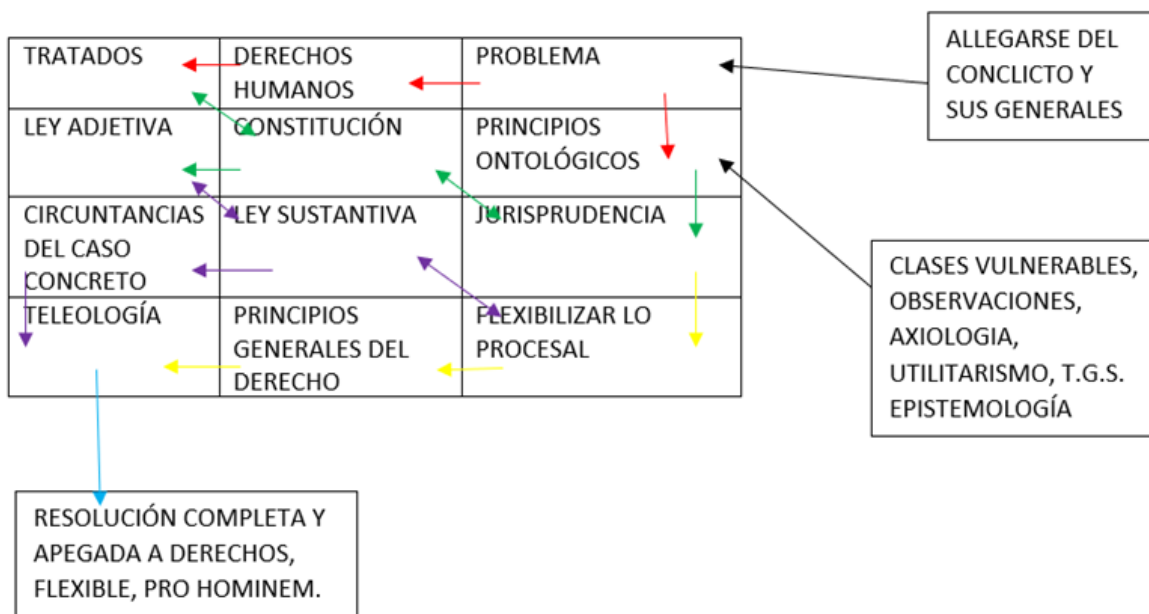 TRATADOS
DERECHOS
HUMANOS
PROBLEMA
ALLEGARSE DEL
CONCLICTO Y
SUS GENERALES
LEY ADJETIVA
CONSTITUCIÓN
PRINCIPIOS
ONTOLÓGICOS
CIRCUNTANCIAS
DEL CASO
CONCRETO
LEY SUSTANTIVA
JURISPRUDENCIA
CLASES VULNERABLES,
OBSERVACIONES,
AXIOLOGIA,
UTILITARISMO, T.G.S.
EPISTEMOLOGÍA
TELEOLOGÍA
PRINCIPIOS
GENERALES DEL
DERECHO
FLEXIBILIZAR LO
PROCESAL
RESOLUCIÓN COMPLETA Y
APEGADA A DERECHOS,
FLEXIBLE, PRO HOMINEM.